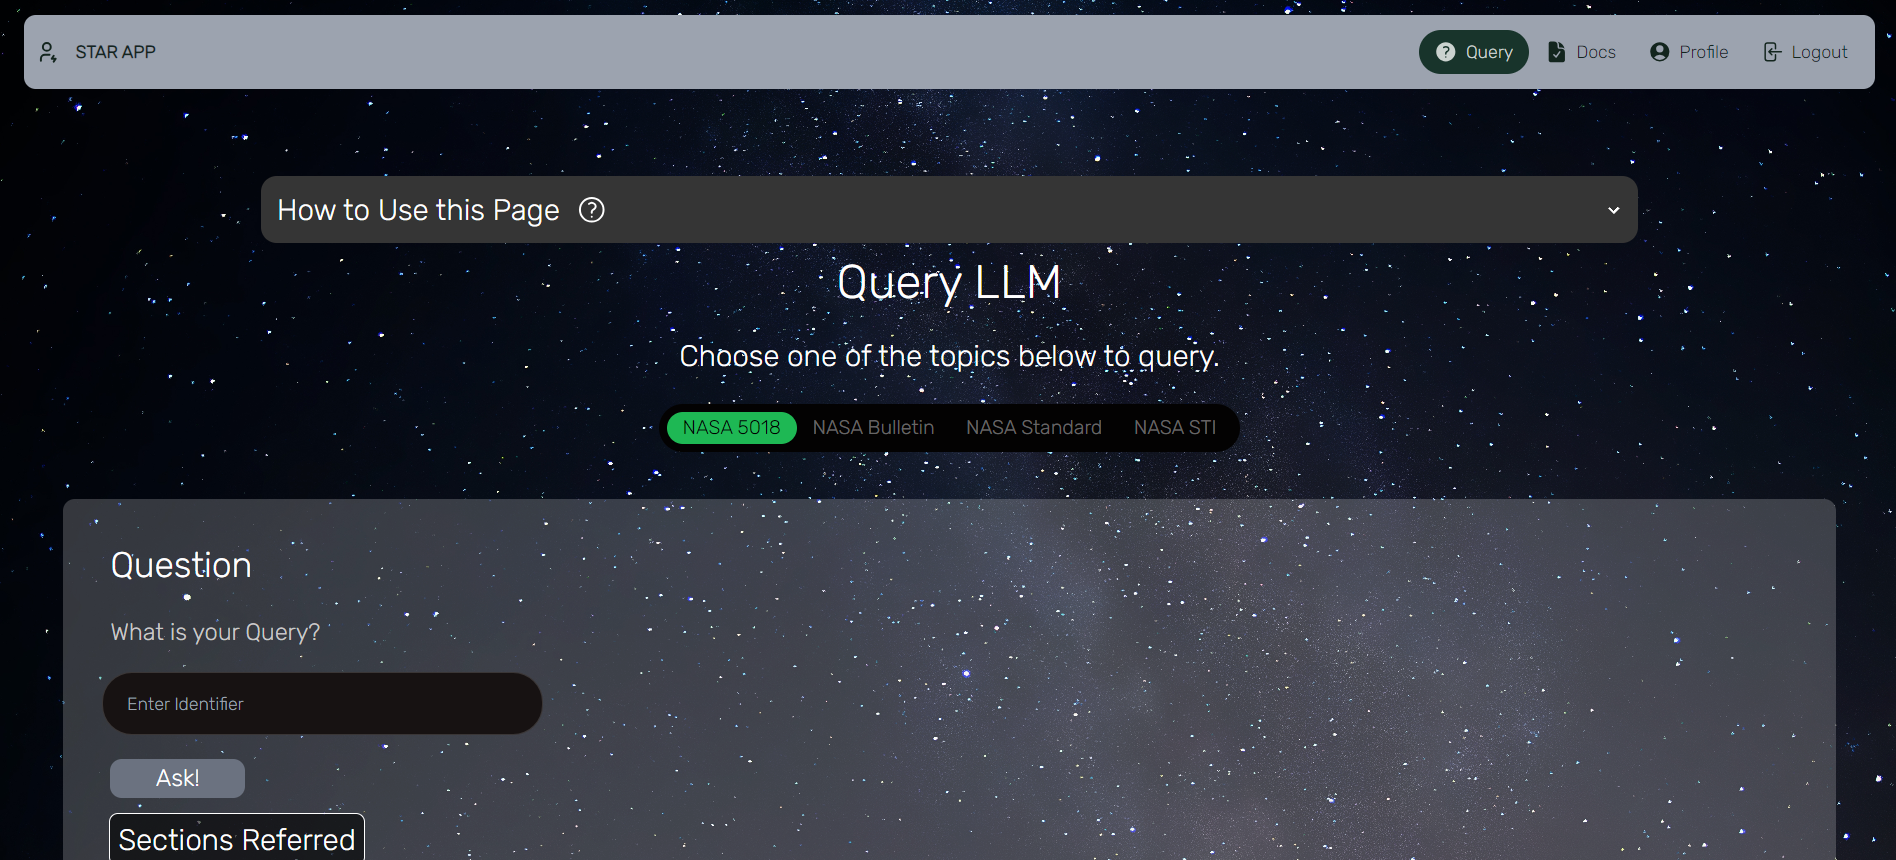 STAR APP
Query
Docs
Profile
Logout
How to Use this Page
Query LLM
Choose one of the topics below to query.
NASA 5018
NASA Bulletin
NASA Standard
NASA STI
Question
What is your Query?
Enter Identifier
Ask!
Sections Referred